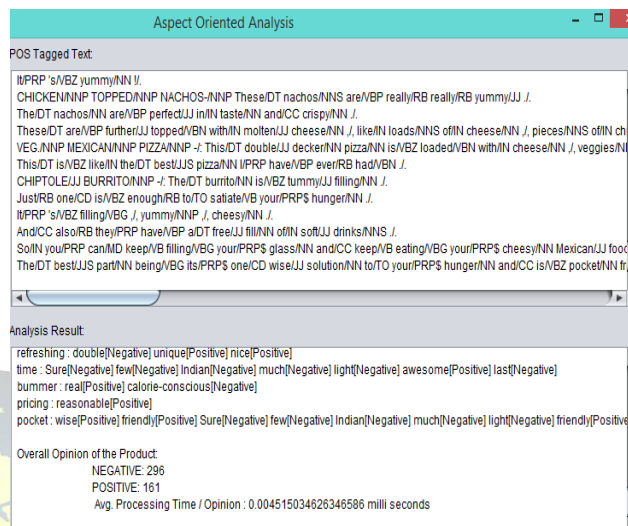 Aspect Oriented Analysis
POS Tagged Text:
It/PRP 's/VBZ yummy/NN !/.
CHICKEN/NNP TOPPED/NNP NACHOS-/NNP These/DT nachos/NNS are/VBP really/RB really/RB yummy/JJ ./.
The/DT nachos/NN are/VBP perfect/JJ in/IN taste/NN and/CC crispy/NN ./.
These/DT are/VBP further/JJ topped/VBN with/IN molten/JJ cheese/NN ,/, like/IN loads/NNS of/IN cheese/NN ,/, pieces/NNS of/IN ch
VEG./NNP MEXICAN/NNP PIZZA/NNP -/: This/DT double/JJ decker/NN pizza/NN is/VBZ loaded/VBN with/IN cheese/NN ,/, veggies/N
This/DT is/VBZ like/IN the/DT best/JJS pizza/NN I/PRP have/VBP ever/RB had/VBN ./.
CHIPTOLE/JJ BURRITO/NNP -/: The/DT burrito/NN is/VBZ tummy/JJ filling/NN ./.
Just/RB one/CD is/VBZ enough/RB to/TO satiate/VB your/PRP$ hunger/NN ./.
It/PRP 's/VBZ filling/VBG ,/, yummy/NNP ,/, cheesy/NN ./.
And/CC also/RB they/PRP have/VBP a/DT free/JJ fill/NN of/IN soft/JJ drinks/NNS ./.
So/IN you/PRP can/MD keep/VB filling/VBG your/PRP$ glass/NN and/CC keep/VB eating/VBG your/PRP$ cheesy/NN Mexican/JJ food
The/DT best/JJS part/NN being/VBG its/PRP$ one/CD wise/JJ solution/NN to/TO your/PRP$ hunger/NN and/CC is/VBZ pocket/NN fr
Analysis Result:
refreshing : double[Negative] unique[Positive] nice[Positive]
time : Sure[Negative] few[Negative] Indian[Negative] much[Negative] light[Negative] awesome[Positive] last[Negative]
bummer : real[Positive] calorie-conscious[Negative]
pricing : reasonable[Positive]
pocket : wise[Positive] friendly[Positive] Sure[Negative] few[Negative] Indian[Negative] much[Negative] light[Negative] friendly[Positive
Overall Opinion of the Product:
NEGATIVE: 296
POSITIVE: 161
Avg. Processing Time / Opinion : 0.004515034626346586 milli seconds